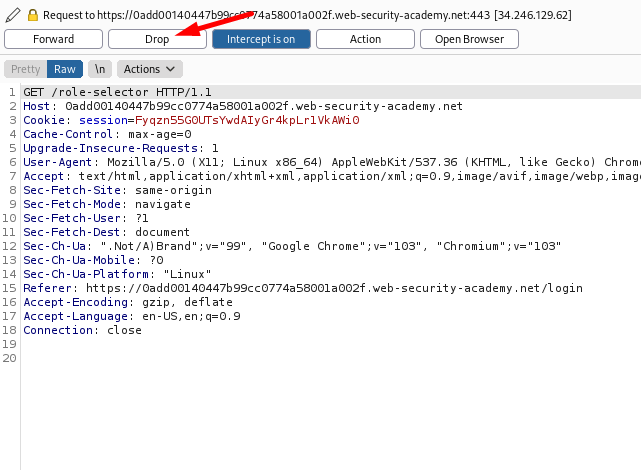 Request to https://0add00140447b99cc0774a58001a002f.web-security-academy.net:443 [34.246.129.62]
Forward Drop Intercept is on Action Open Browser
Pretty Raw \n Actions
1 GET /role-selector HTTP/1.1
2 Host: 0add00140447b99cc0774a58001a002f.web-security-academy.net
3 Cookie: session=Fyqzn55G0UTsYwdAIyGr4kpLr1VkAWi0
4 Cache-Control: max-age=0
5 Upgrade-Insecure-Requests: 1
6 User-Agent: Mozilla/5.0 (X11; Linux x86_64) AppleWebKit/537.36 (KHTML, like Gecko) Chrom
7 Accept: text/html,application/xhtml+xml,application/xml;q=0.9,image/avif,image/webp,imag
8 Sec-Fetch-Site: same-origin
9 Sec-Fetch-Mode: navigate
10 Sec-Fetch-User: ?1
11 Sec-Fetch-Dest: document
12 Sec-Ch-Ua: ".Not/A)Brand";v="99", "Google Chrome";v="103", "Chromium";v="103"
13 Sec-Ch-Ua-Mobile: ?0
14 Sec-Ch-Ua-Platform: "Linux"
15 Referer: https://0add00140447b99cc0774a58001a002f.web-security-academy.net/login
16 Accept-Encoding: gzip, deflate
17 Accept-Language: en-US,en;q=0.9
18 Connection: close
19
20